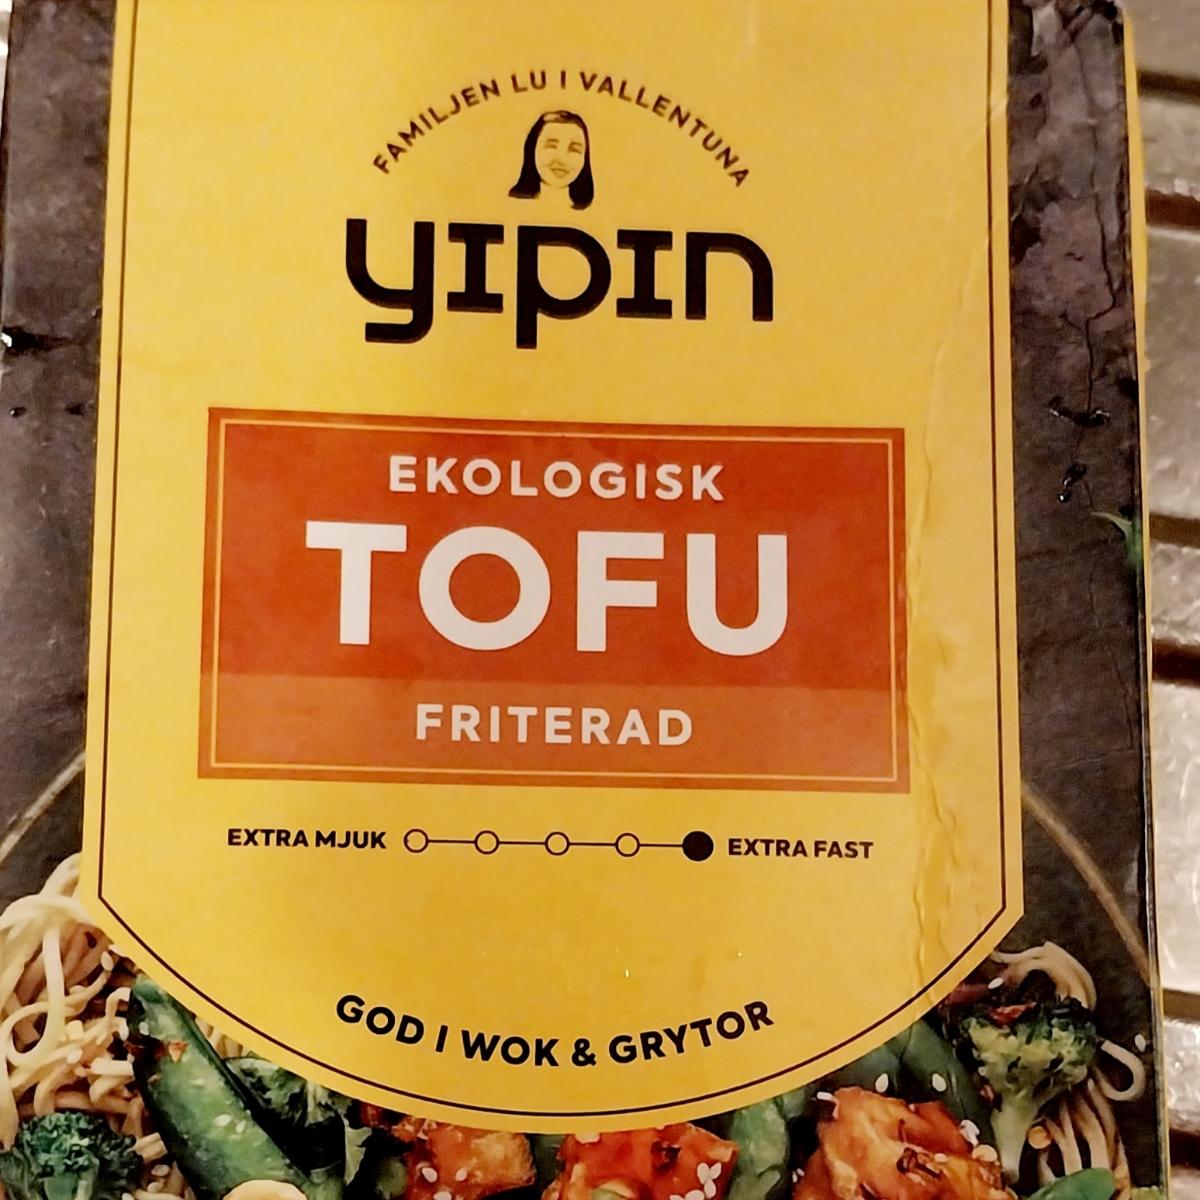 FAMILJEN LU I VALLENTUNA
yipin
EKOLOGISK
TOFU
FRITERAD
EXTRA MJUK EXTRA FAST
GOD I WOK & GRYTOR